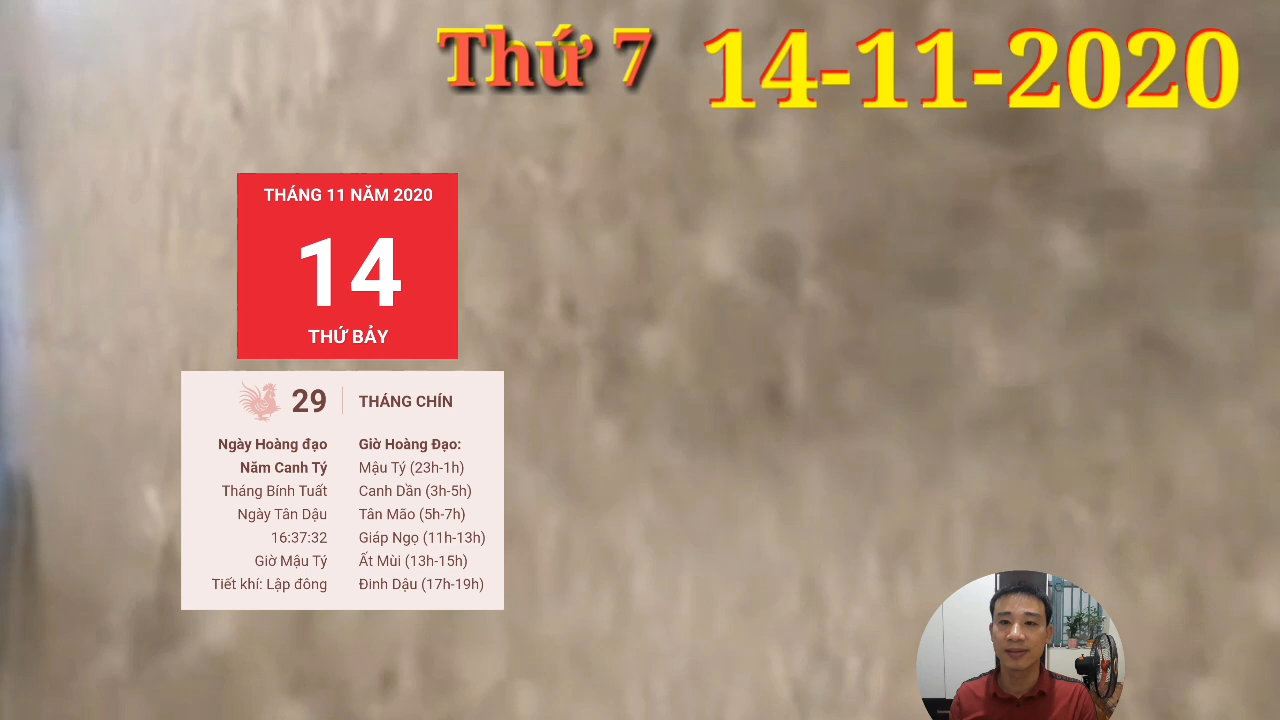 Thứ 7 14-11-2020
THÁNG 11 NĂM 2020
14
THỨ BẢY
29
THÁNG CHÍN
Ngày Hoàng đạo
Năm Canh Tý
Tháng Bính Tuất
Ngày Tân Dậu
16:37:32
Giờ Mậu Tý
Tiết khí: Lập đông
Giờ Hoàng Đạo:
Mậu Tý (23h-1h)
Canh Dần (3h-5h)
Tân Mão (5h-7h)
Giáp Ngọ (11h-13h)
Ất Mùi (13h-15h)
Đinh Dậu (17h-19h)